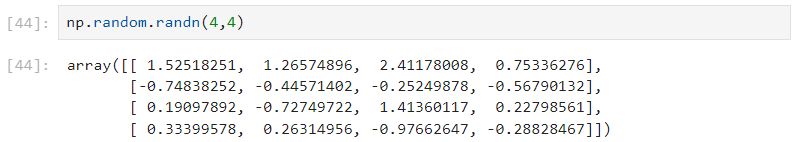 [44]: np.random.randn(4,4)
[44]: array([[ 1.52518251,  1.26574896,  2.41178008,  0.75336276],
[-0.74838252, -0.44571402, -0.25249878, -0.56790132],
[ 0.19097892, -0.72749722,  1.41360117,  0.22798561],
[ 0.33399578,  0.26314956, -0.97662647, -0.28828467]])